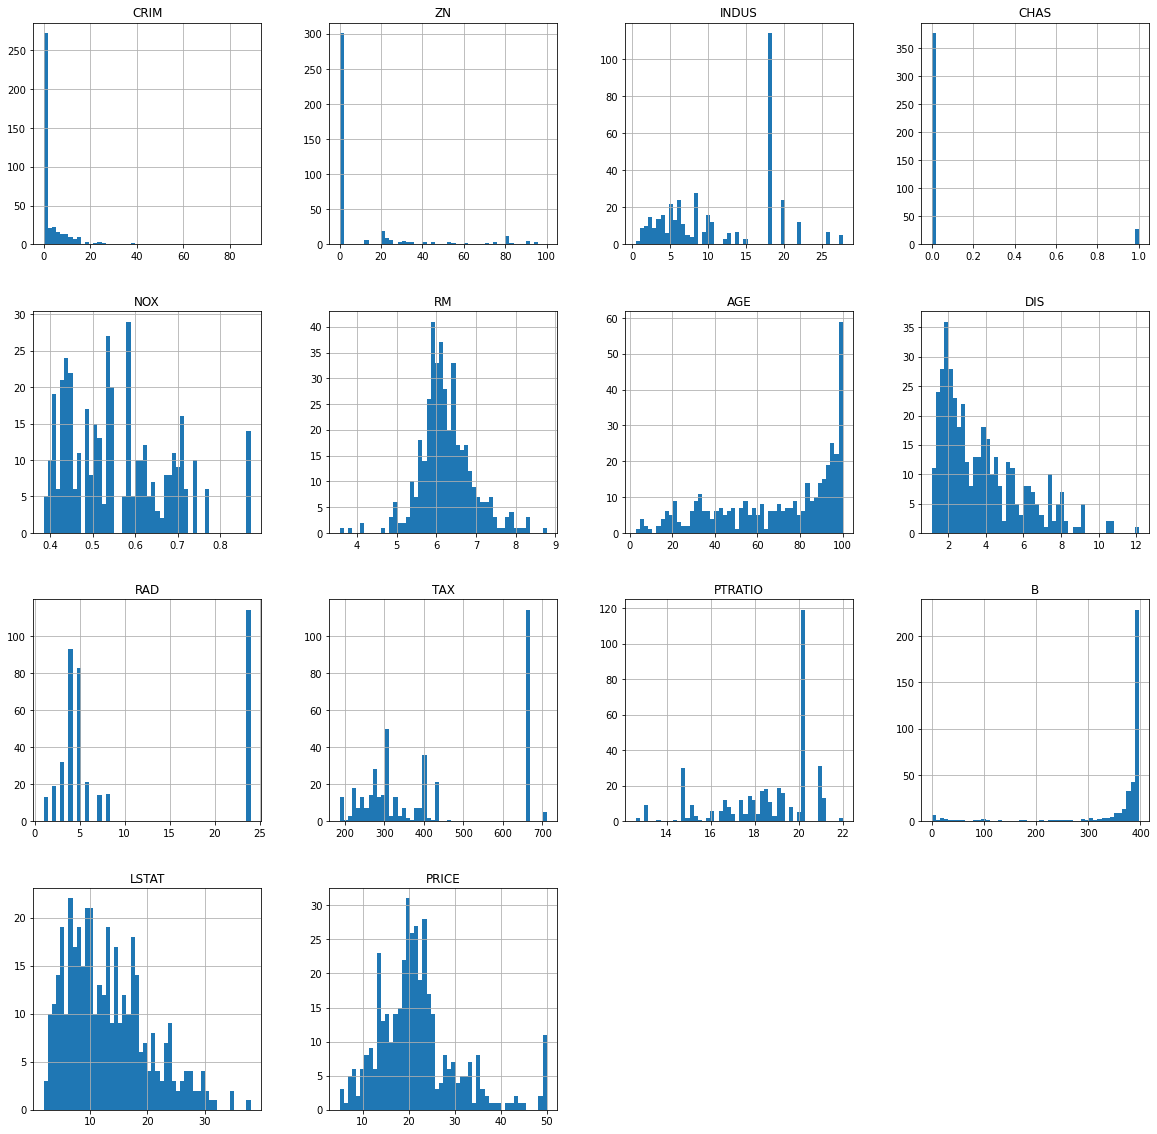 CRIM ZN INDUS CHAS
250 200 150 100 50 0
0 20 40 60 80
300 250 200 150 100 50 0
0 20 40 60 80 100
100 80 60 40 20 0
0 5 10 15 20 25
350 300 250 200 150 100 50 0
0.0 0.2 0.4 0.6 0.8 1.0
NOX RM AGE DIS
30 25 20 15 10 5 0
0.4 0.5 0.6 0.7 0.8
40 35 30 25 20 15 10 5 0
4 5 6 7 8 9
60 50 40 30 20 10 0
0 20 40 60 80 100
35 30 25 20 15 10 5 0
2 4 6 8 10 12
RAD TAX PTRATIO B
100 80 60 40 20 0
0 5 10 15 20 25
100 80 60 40 20 0
200 300 400 500 600 700
120 100 80 60 40 20 0
14 16 18 20 22
200 150 100 50 0
0 100 200 300 400
LSTAT PRICE
20 15 10 5 0
10 20 30
30 25 20 15 10 5 0
10 20 30 40 50